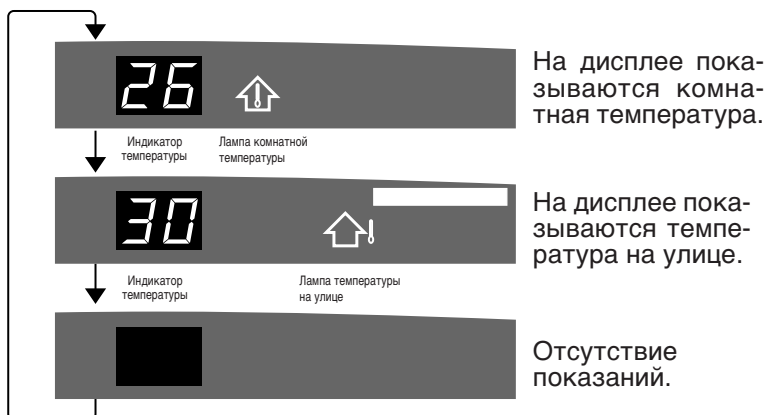 26
На дисплее пока-
зываются комна-
тная температура.
Индикатор
температуры
Лампа комнатной
температуры
30
На дисплее пока-
зываются темпе-
ратура на улице.
Индикатор
температуры
Лампа температуры
на улице
Отсутствие
показаний.